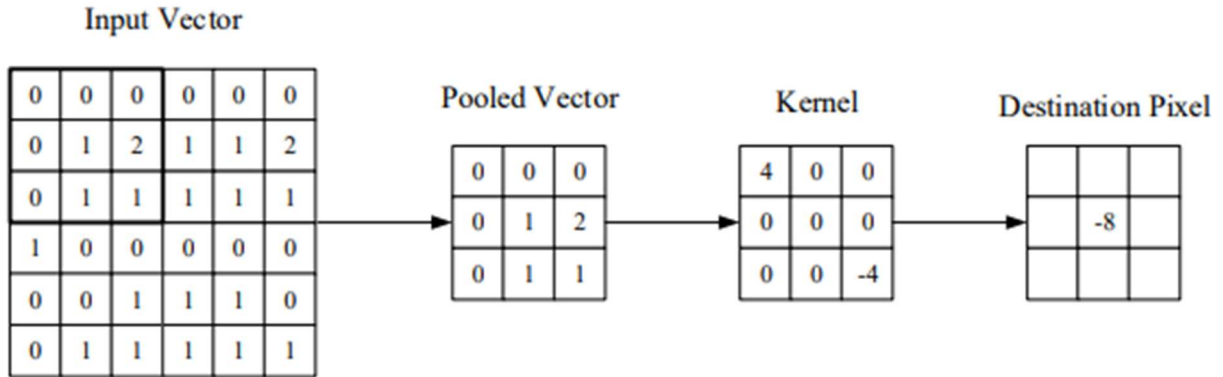 Input Vector
0 0 0 0 0 0
0 1 2 1 1 2
0 1 1 1 1 1
1 0 0 0 0 0
0 0 1 1 1 0
0 1 1 1 1 1
Pooled Vector
0 0 0
0 1 2
0 1 1
Kernel
4 0 0
0 0 0
0 0 -4
Destination Pixel
-8